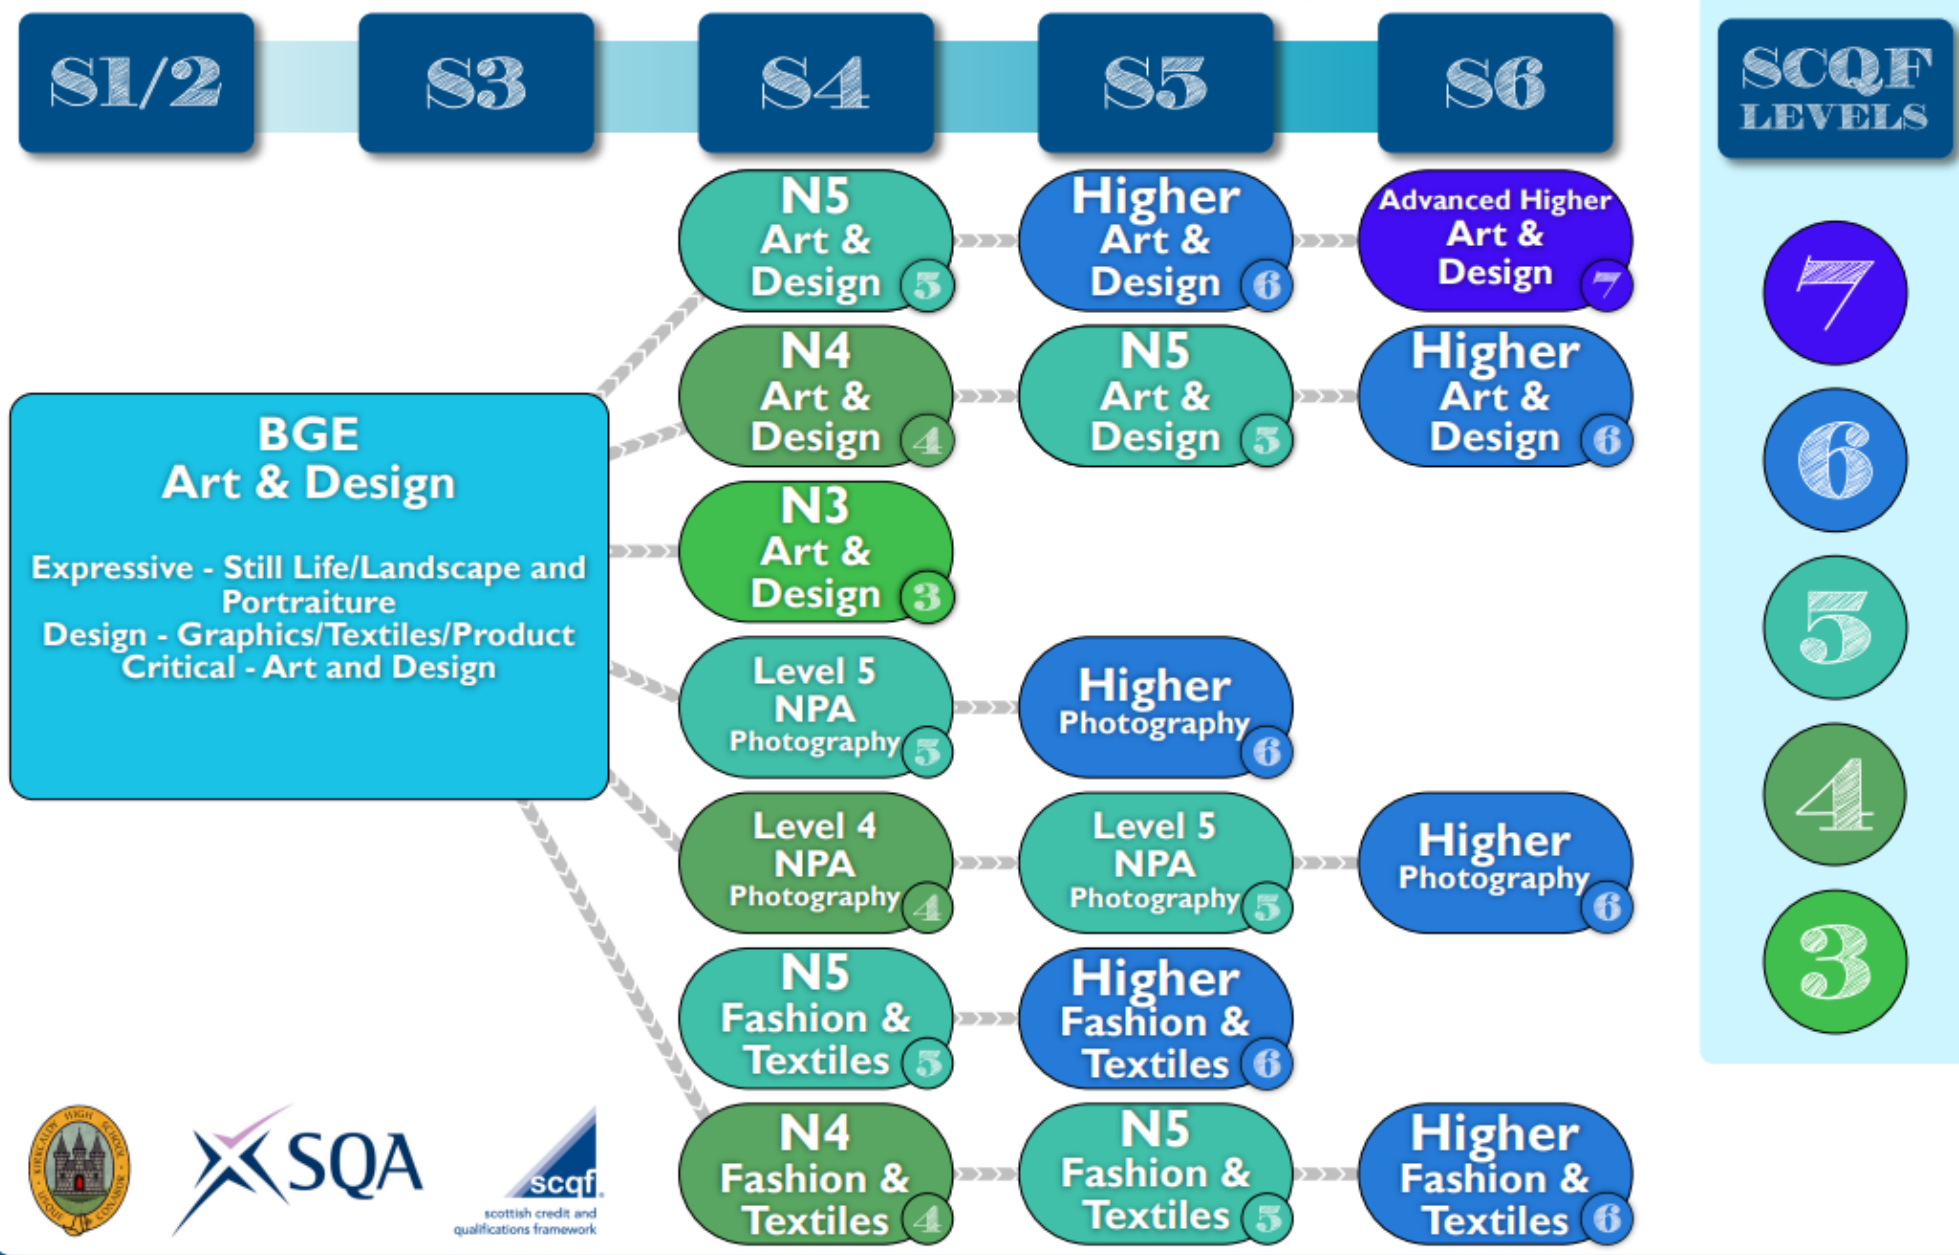 S1/2
S3
S4
S5
S6
SCQF
LEVELS
BGE
Art & Design
Expressive - Still Life/Landscape and
Portraiture
Design - Graphics/Textiles/Product
Critical - Art and Design
N5
Art &
Design
5
Higher
Art &
Design
6
Advanced Higher
Art &
Design
7
N4
Art &
Design
4
N5
Art &
Design
5
Higher
Art &
Design
6
N3
Art &
Design
3
Level 5
NPA
Photography
5
Higher
Photography
6
Level 4
NPA
Photography
4
Level 5
NPA
Photography
5
Higher
Photography
6
N5
Fashion &
Textiles
5
Higher
Fashion &
Textiles
6
N4
Fashion &
Textiles
4
N5
Fashion &
Textiles
5
Higher
Fashion &
Textiles
6
7
6
5
4
3
KIRKCALDY HIGH SCHOOL
USQUE CONABOR
SQA
scqf
scottish credit and
qualifications framework